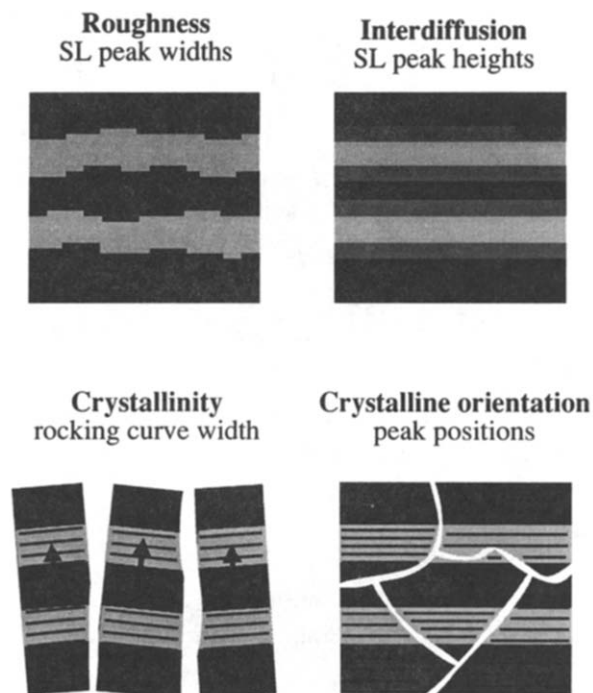 Roughness
SL peak widths
Interdiffusion
SL peak heights
Crystallinity
rocking curve width
Crystalline orientation
peak positions